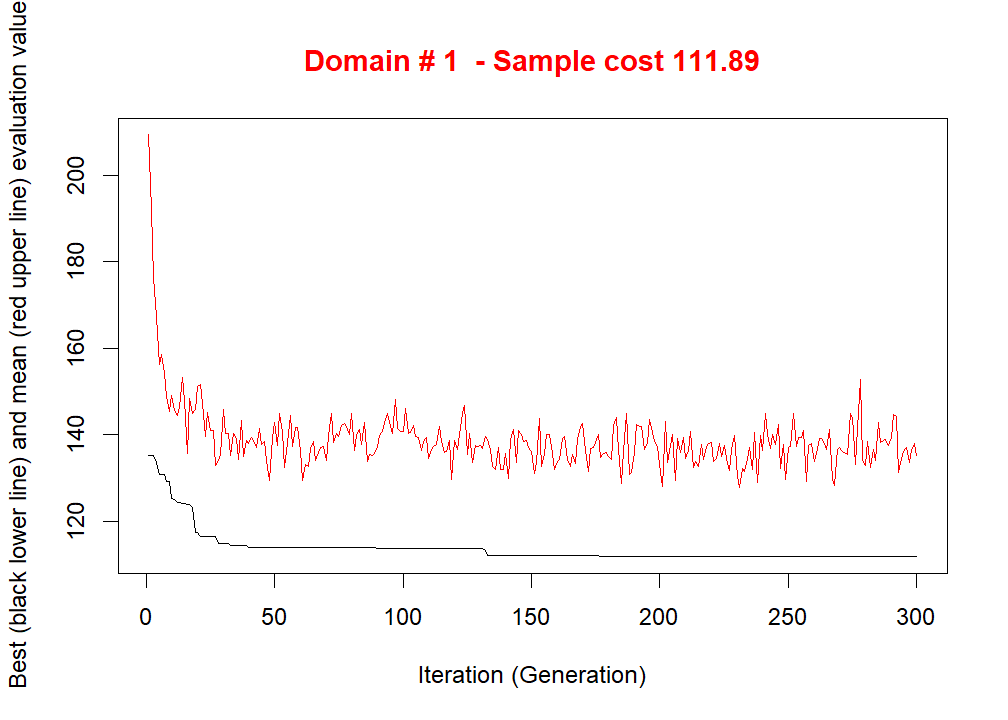 Domain # 1  - Sample cost 111.89
Best (black lower line) and mean (red upper line) evaluation value
200
180
160
140
120
0 50 100 150 200 250 300
Iteration (Generation)